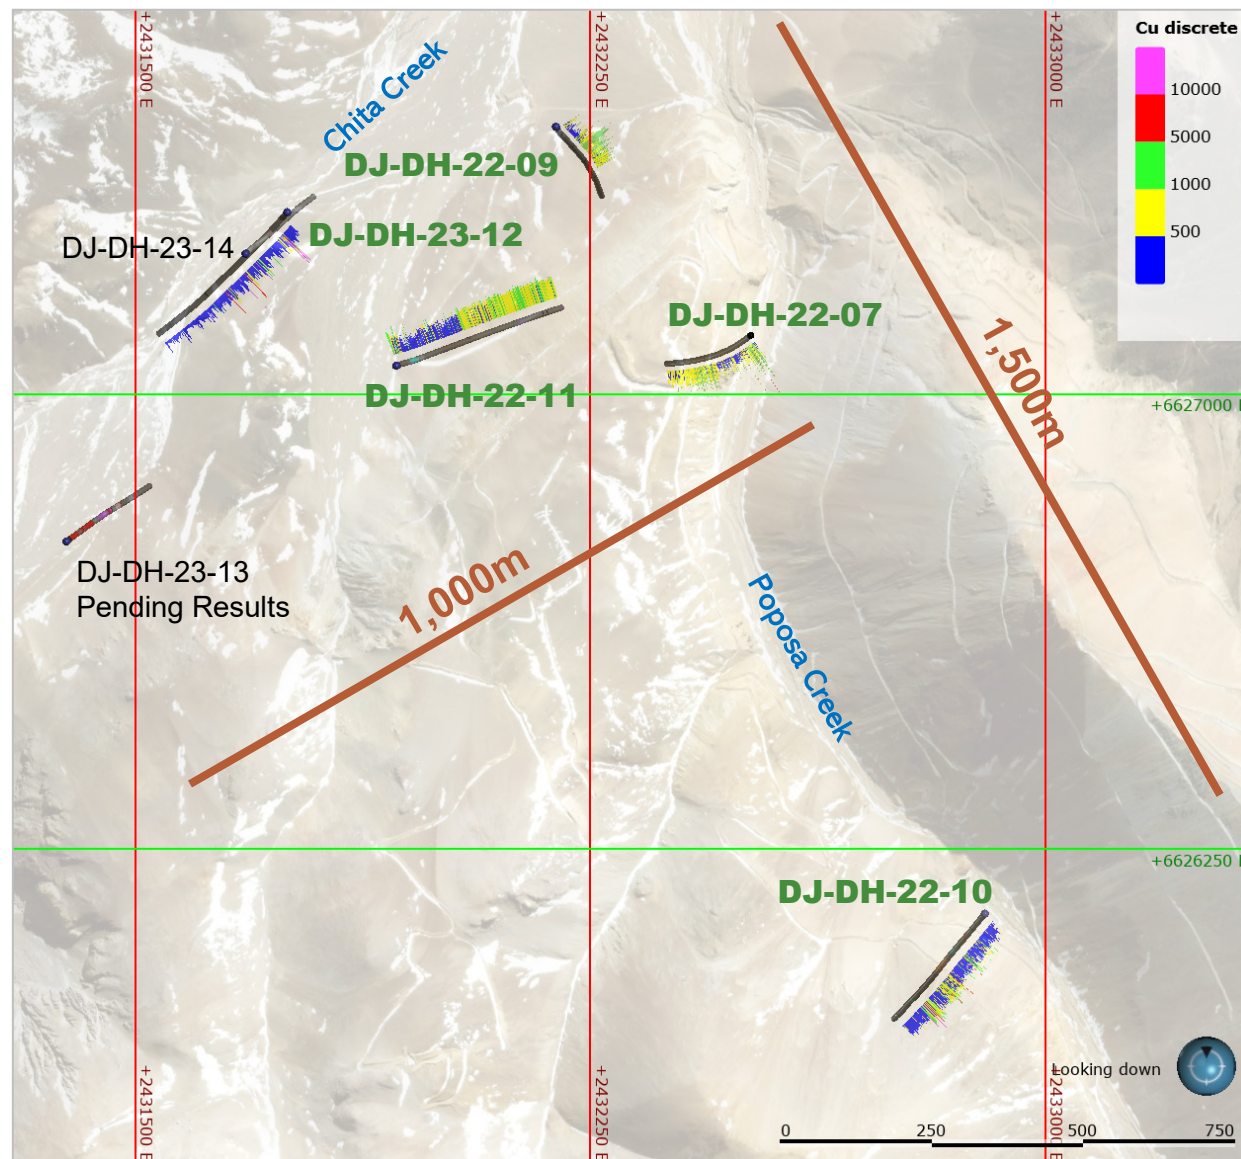 +2431500 E
+2432250 E
+2433000 E
Cu discrete
10000
5000
1000
500
Chita Creek
DJ-DH-22-09
DJ-DH-23-14
DJ-DH-23-12
DJ-DH-22-07
DJ-DH-22-11
1,500m
+6627000
DJ-DH-23-13
Pending Results
1,000m
Poposa Creek
+6626250
DJ-DH-22-10
Looking down
+2431500 E
+2432250 E
+2433000 E
0
250
500
750